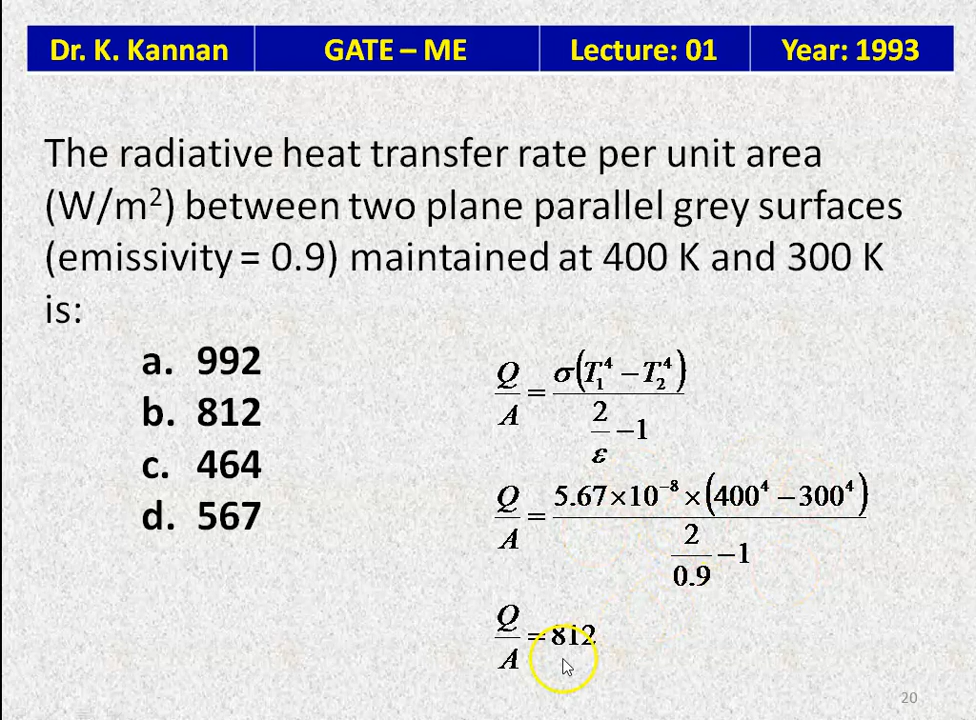 Dr. K. Kannan GATE – ME Lecture: 01 Year: 1993
The radiative heat transfer rate per unit area
(W/m²) between two plane parallel grey surfaces
(emissivity = 0.9) maintained at 400 K and 300 K
is:
a. 992
b. 812
c. 464
d. 567
Q/A = σ(T₁⁴ − T₂⁴) / (2/ε − 1)
Q/A = 5.67×10⁻⁸ × (400⁴ − 300⁴) / (2/0.9 − 1)
Q/A = 812
20